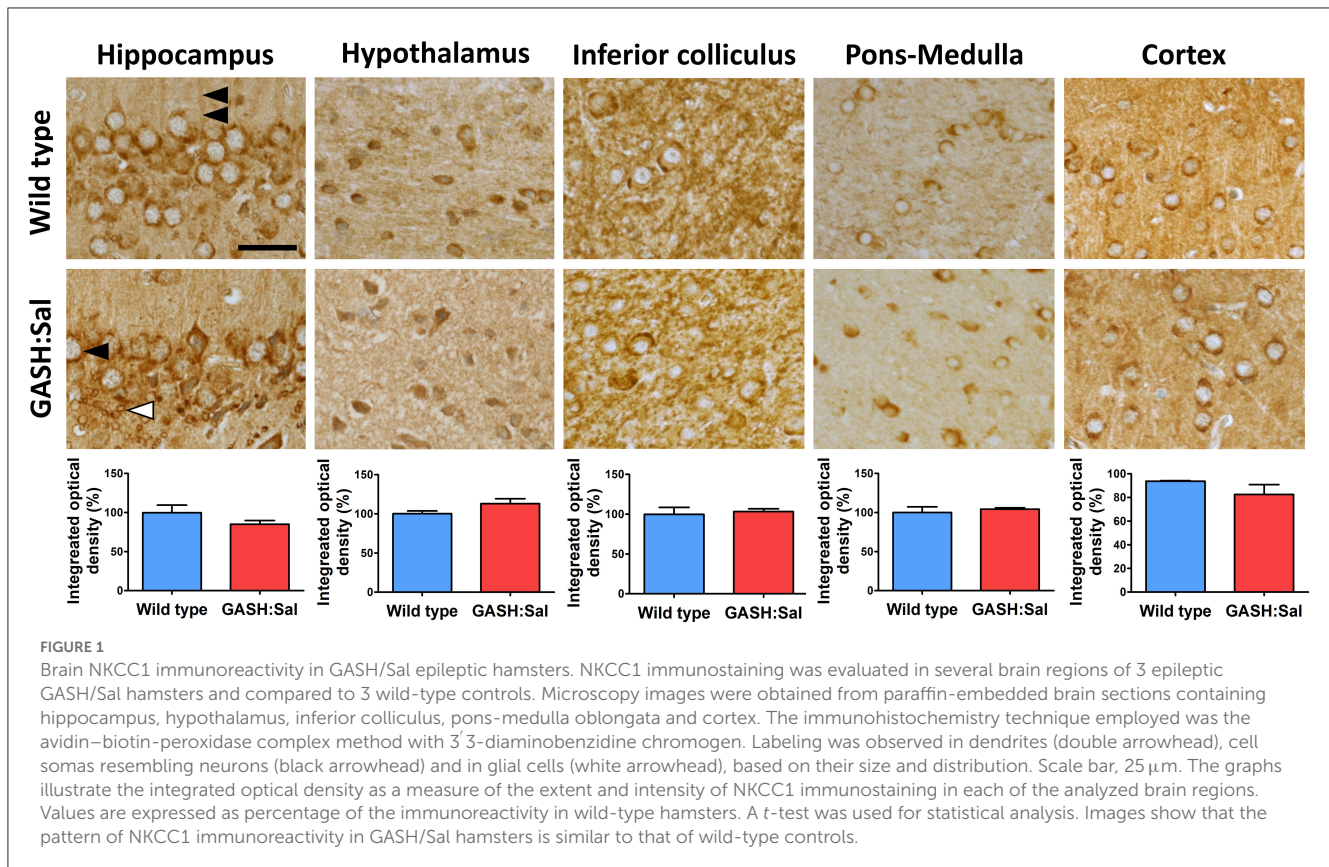 Hippocampus Hypothalamus Inferior colliculus Pons-Medulla Cortex
Wild type
GASH:Sal
Integreated optical
density (%)
150
100
50
0
Wild type GASH:Sal
Integreated optical
density (%)
150
100
50
0
Wild type GASH:Sal
Integreated optical
density (%)
150
100
50
0
Wild type GASH:Sal
Integreated optical
density (%)
150
100
50
0
Wild type GASH:Sal
Integreated optical
density (%)
100
80
60
40
20
0
Wild type GASH:Sal
FIGURE 1
Brain NKCC1 immunoreactivity in GASH/Sal epileptic hamsters. NKCC1 immunostaining was evaluated in several brain regions of 3 epileptic
GASH/Sal hamsters and compared to 3 wild-type controls. Microscopy images were obtained from paraffin-embedded brain sections containing
hippocampus, hypothalamus, inferior colliculus, pons-medulla oblongata and cortex. The immunohistochemistry technique employed was the
avidin–biotin-peroxidase complex method with 3′3-diaminobenzidine chromogen. Labeling was observed in dendrites (double arrowhead), cell
somas resembling neurons (black arrowhead) and in glial cells (white arrowhead), based on their size and distribution. Scale bar, 25 μm. The graphs
illustrate the integrated optical density as a measure of the extent and intensity of NKCC1 immunostaining in each of the analyzed brain regions.
Values are expressed as percentage of the immunoreactivity in wild-type hamsters. A t-test was used for statistical analysis. Images show that the
pattern of NKCC1 immunoreactivity in GASH/Sal hamsters is similar to that of wild-type controls.